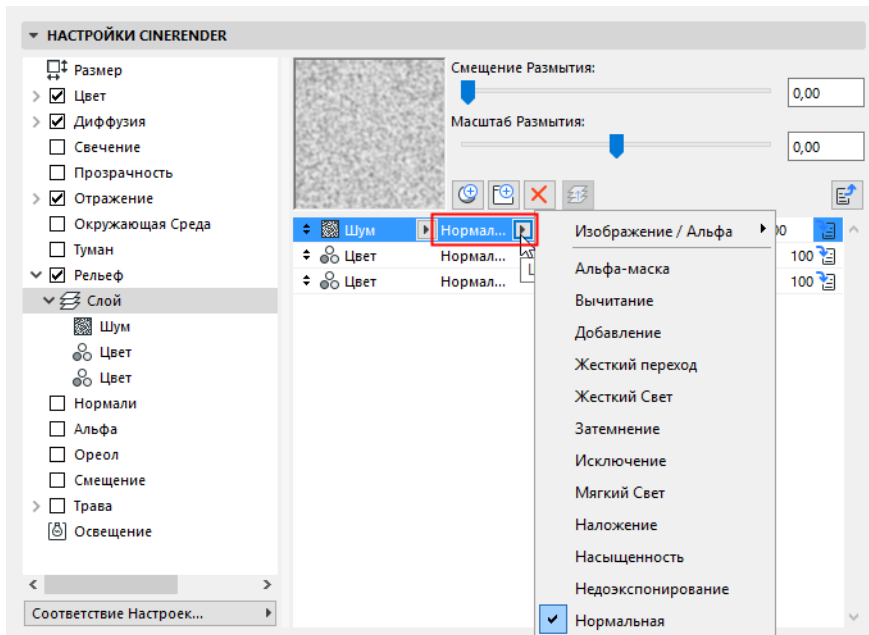 НАСТРОЙКИ CINERENDER
Размер
Цвет
Диффузия
Свечение
Прозрачность
Отражение
Окружающая Среда
Туман
Рельеф
Слой
Шум
Цвет
Цвет
Нормали
Альфа
Ореол
Смещение
Трава
Освещение
Соответствие Настроек...
Смещение Размытия:
0,00
Масштаб Размытия:
0,00
Шум Нормал...
Цвет Нормал... 100
Цвет Нормал... 100
Изображение / Альфа
Альфа-маска
Вычитание
Добавление
Жесткий переход
Жесткий Свет
Затемнение
Исключение
Мягкий Свет
Наложение
Насыщенность
Недоэкспонирование
Нормальная